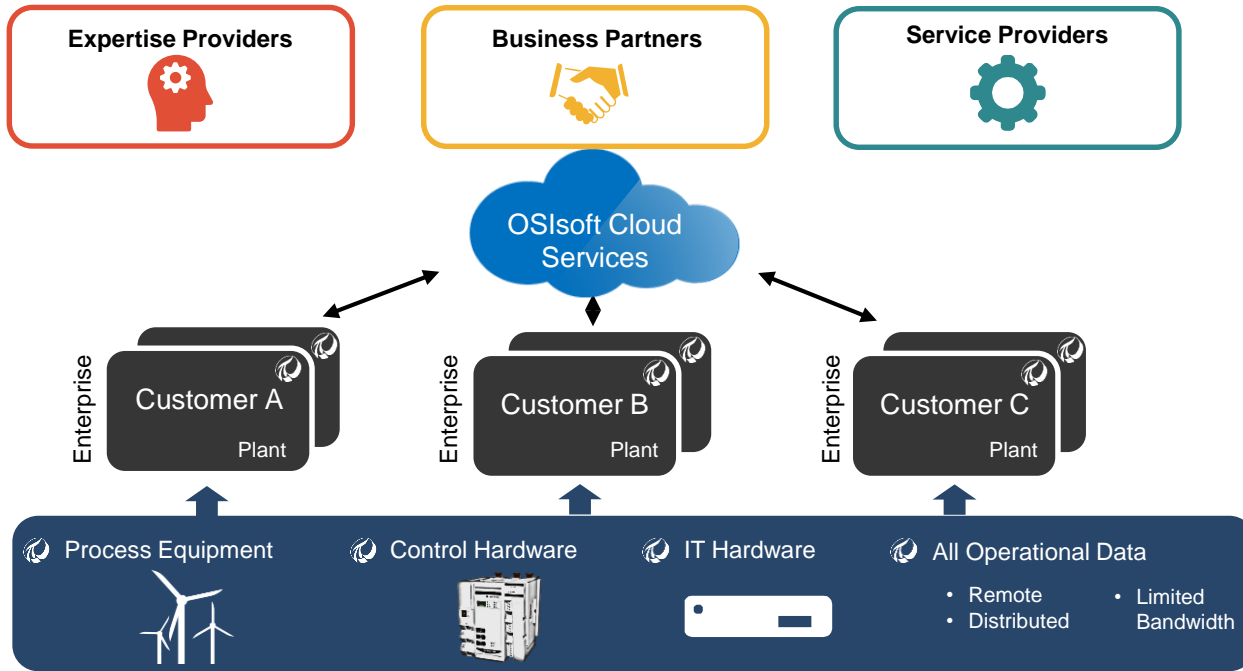 Expertise Providers
Business Partners
Service Providers
OSIsoft Cloud
Services
Enterprise
Customer A
Plant
Enterprise
Customer B
Plant
Enterprise
Customer C
Plant
Process Equipment
Control Hardware
IT Hardware
All Operational Data
• Remote
• Distributed
• Limited
Bandwidth